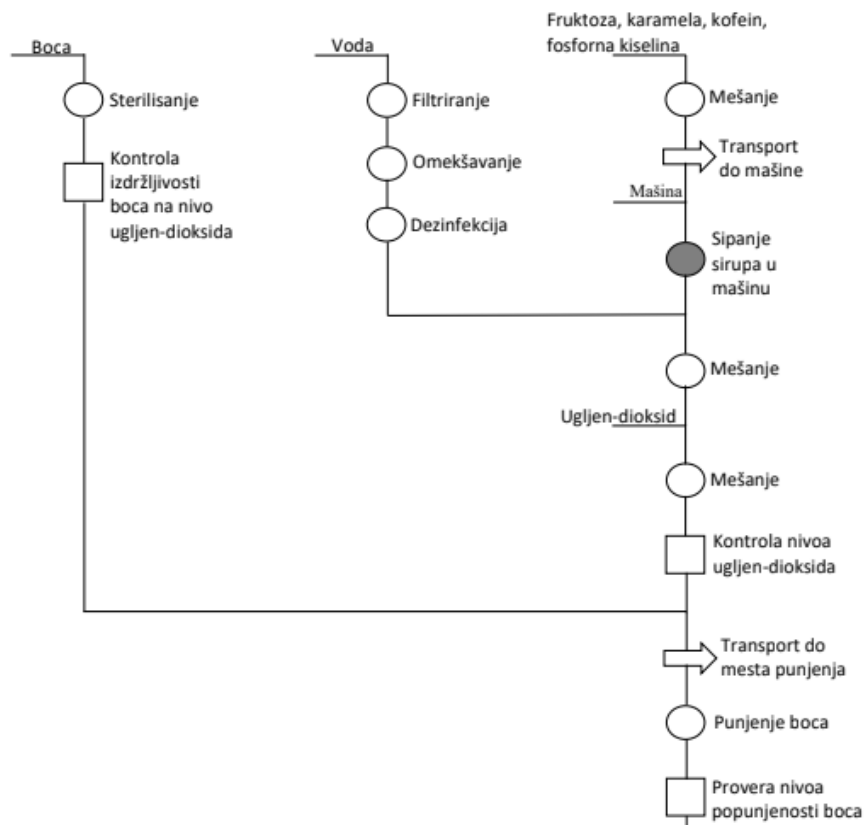 Boca
Sterilisanje
Kontrola
izdržljivosti
boca na nivo
ugljen-dioksida
Voda
Filtriranje
Omekšavanje
Dezinfekcija
Fruktoza, karamela, kofein,
fosforna kiselina
Mešanje
Transport
do mašine
Mašina
Sipanje
sirupa u
mašinu
Mešanje
Ugljen-dioksid
Mešanje
Kontrola nivoa
ugljen-dioksida
Transport do
mesta punjenja
Punjenje boca
Provera nivoa
popunjenosti boca